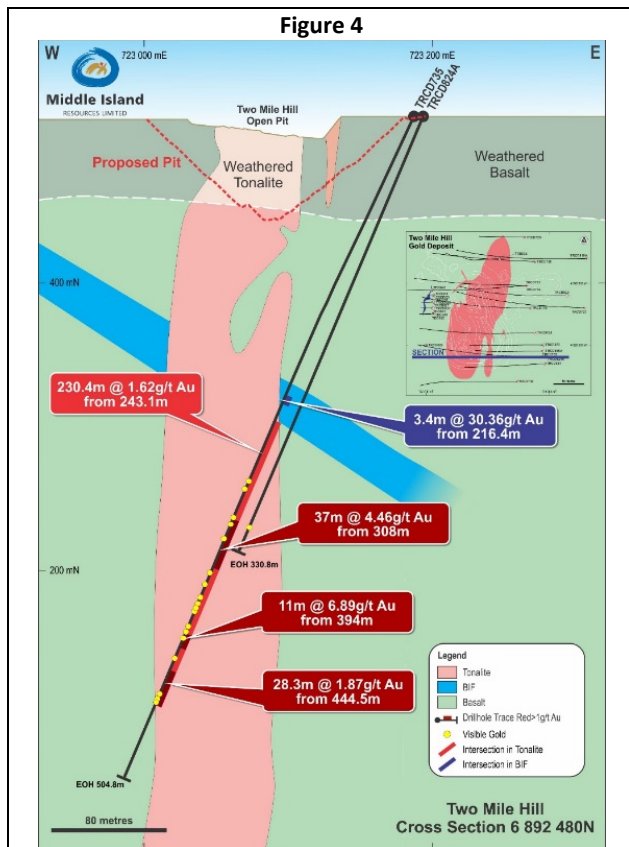 Figure 4
W
723 000 mE
723 200 mE
E
Middle Island
RESOURCES LIMITED
TRCD735
TRCD824A
Two Mile Hill
Open Pit
Proposed Pit
Weathered
Tonalite
Weathered
Basalt
Two Mile Hill
Gold Deposit
SECTION
400 mN
230.4m @ 1.62g/t Au
from 243.1m
3.4m @ 30.36g/t Au
from 216.4m
37m @ 4.46g/t Au
from 308m
200 mN
EOH 330.8m
11m @ 6.89g/t Au
from 394m
28.3m @ 1.87g/t Au
from 444.5m
EOH 504.8m
Legend
Tonalite
BIF
Basalt
Drillhole Trace Red>1g/t Au
Visible Gold
Intersection in Tonalite
Intersection in BIF
80 metres
Two Mile Hill
Cross Section 6 892 480N